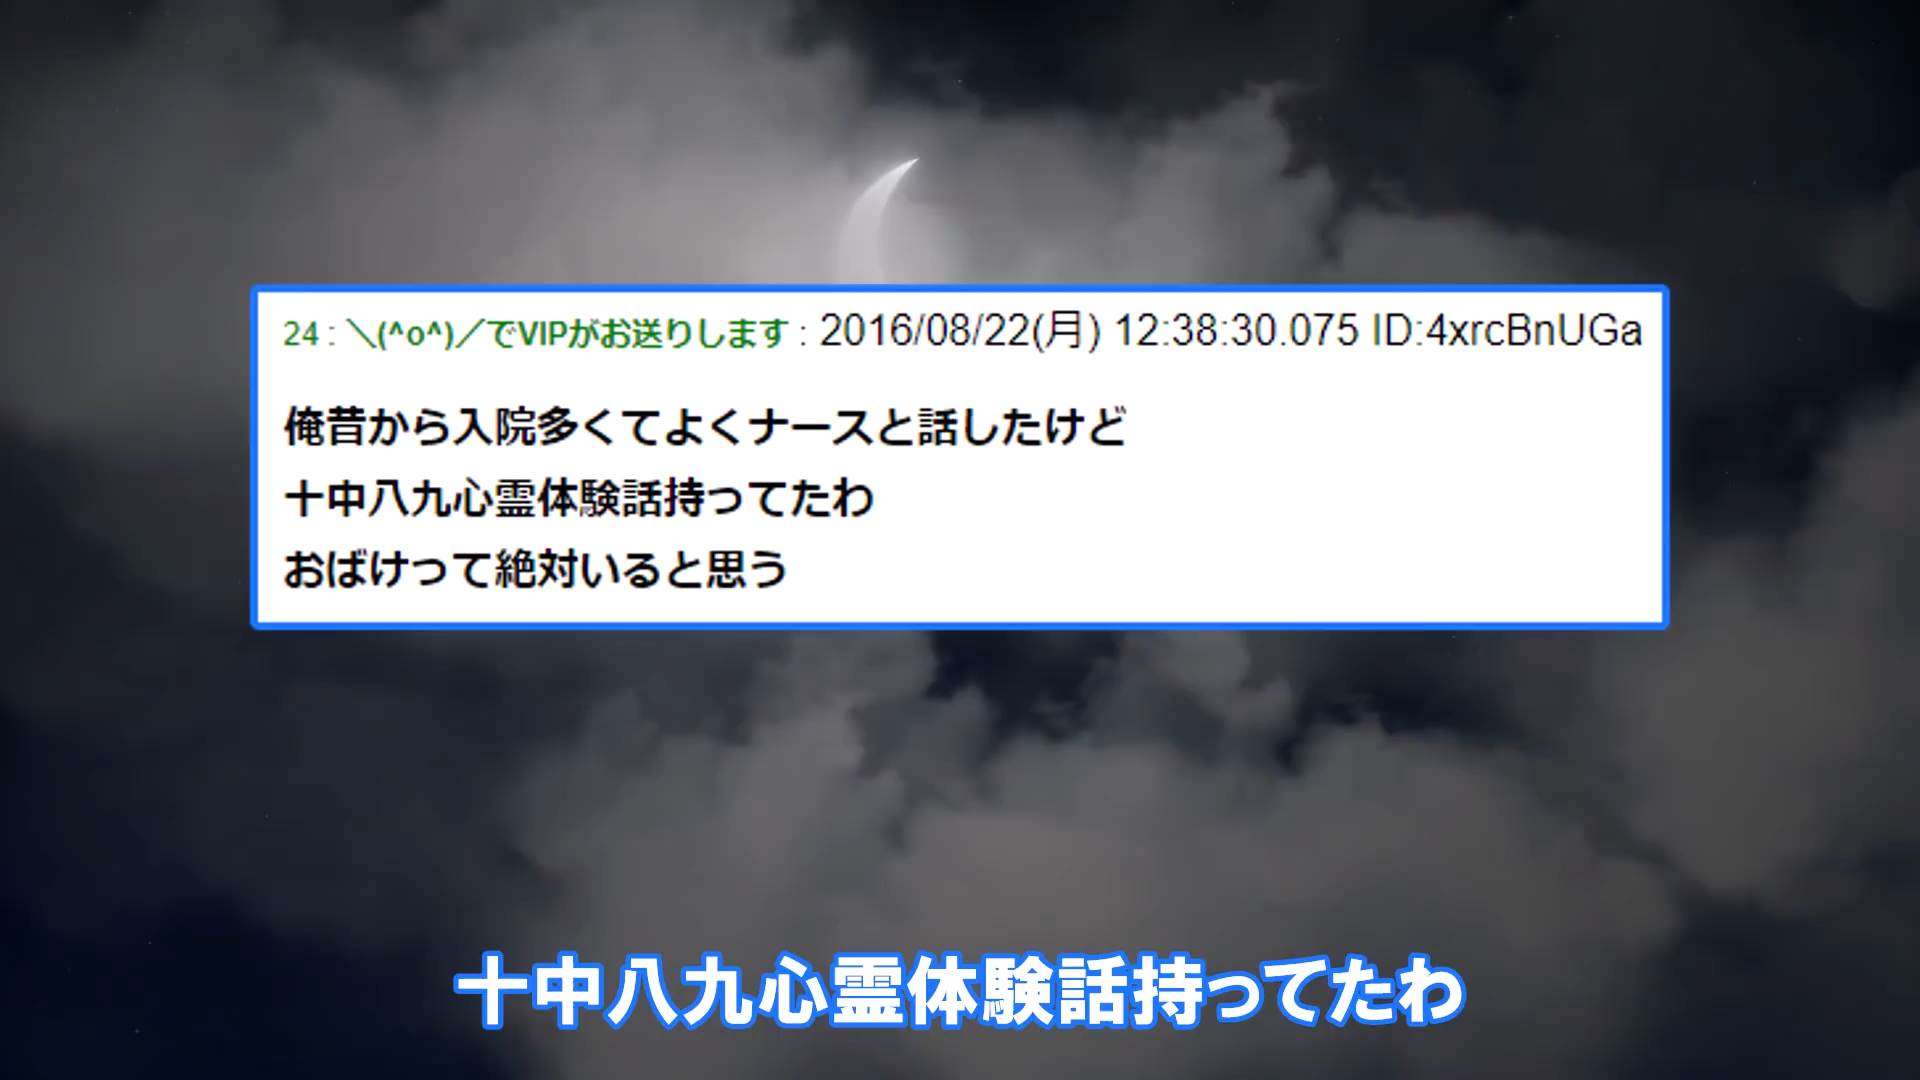 24 : ＼(^o^)／でVIPがお送りします : 2016/08/22(月) 12:38:30.075 ID:4xrcBnUGa
俺昔から入院多くてよくナースと話したけど
十中八九心霊体験話持ってたわ
おばけって絶対いると思う
十中八九心霊体験話持ってたわ